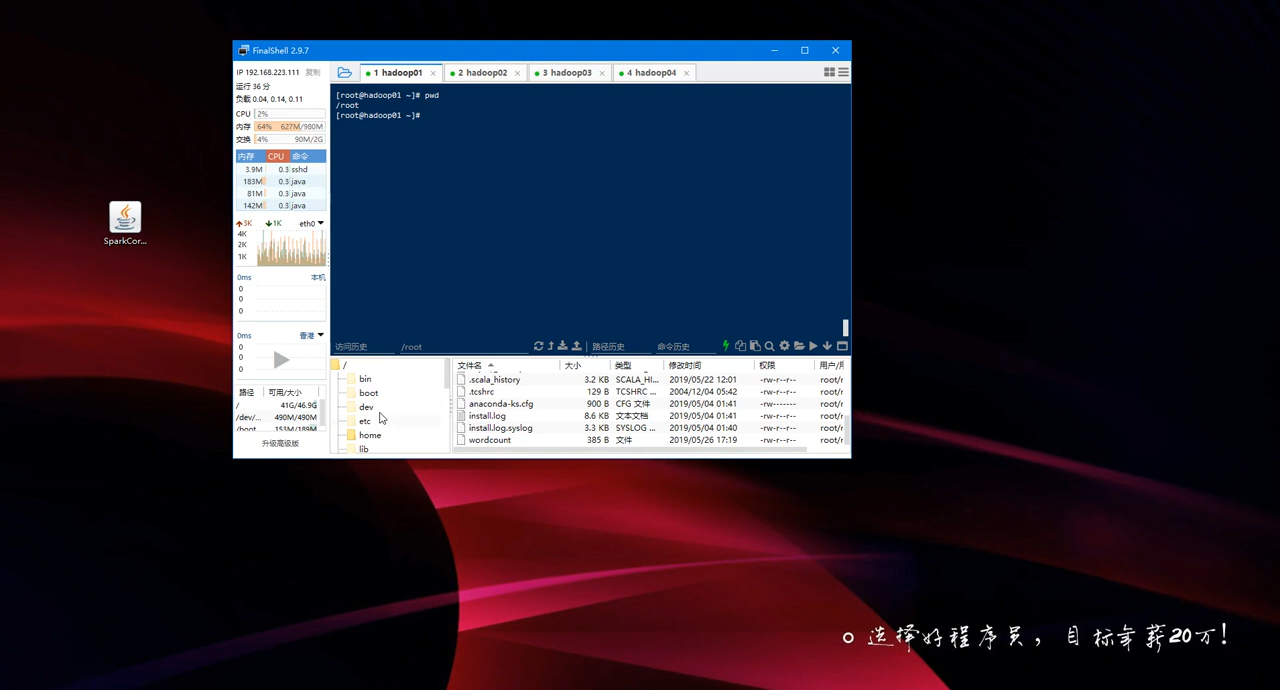 FinalShell 2.9.7
IP 192.168.223.111 复制
运行 36 分
负载 0.04, 0.14, 0.11
CPU 2%
内存 64% 627M/980M
交换 4% 90M/2G
内存 CPU 命令
3.9M 0.3 sshd
183M 0.3 java
81M 0.3 java
142M 0.3 java
3K 1K eth0
4K
2K
1K
0ms 本机
0
0
0
0ms 香港
0
0
0
路径 可用/大小
/ 41G/46.9G
/dev/... 490M/490M
/boot 153M/189M
升级高级版
1 hadoop01 2 hadoop02 3 hadoop03 4 hadoop04
[root@hadoop01 ~]# pwd
/root
[root@hadoop01 ~]#
访问历史 /root 路径历史 命令历史
/
bin
boot
dev
etc
home
lib
文件名 大小 类型 修改时间 权限 用户/用
.scala_history 3.2 KB SCALA_HI... 2019/05/22 12:01 -rw-r--r-- root/r
.tcshrc 129 B TCSHRC ... 2004/12/04 05:42 -rw-r--r-- root/r
anaconda-ks.cfg 900 B CFG 文件 2019/05/04 01:41 -rw------- root/r
install.log 8.6 KB 文本文档 2019/05/04 01:41 -rw-r--r-- root/r
install.log.syslog 3.3 KB SYSLOG ... 2019/05/04 01:40 -rw-r--r-- root/r
wordcount 385 B 文件 2019/05/26 17:19 -rw-r--r-- root/r
SparkCor...
选择好程序员，目标年薪20万！